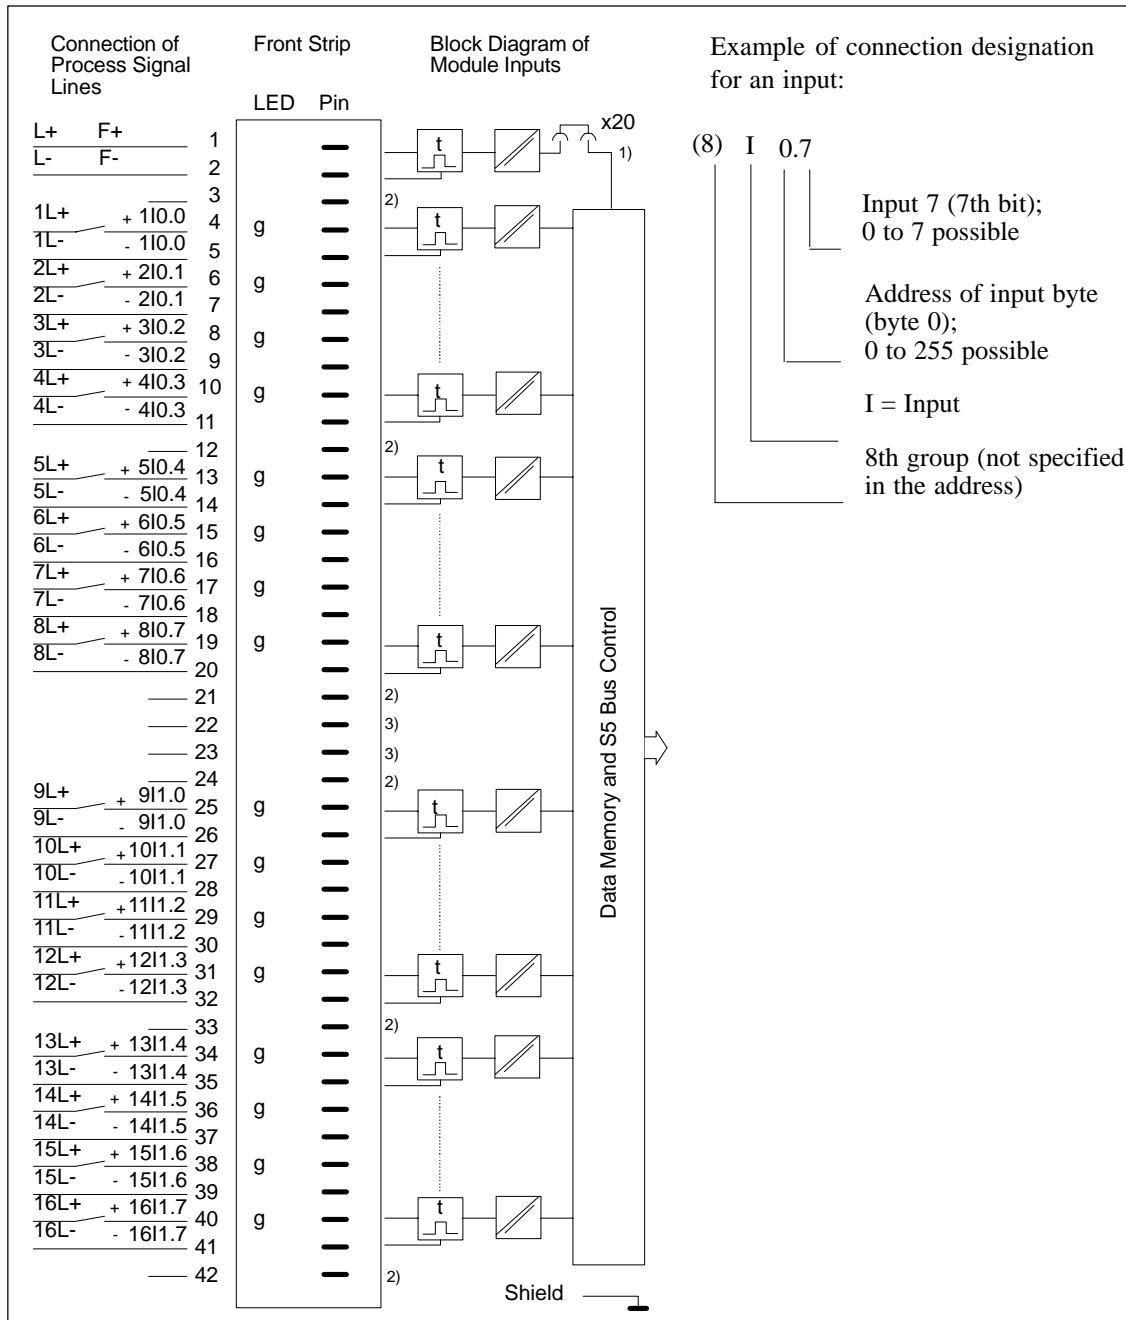 Connection of
Process Signal
Lines
Front Strip
LED Pin
Block Diagram of
Module Inputs
Example of connection designation
for an input:
L+ F+ 1
L- F- 2
t
x20
1)
3 2)
1L+ + 1I0.0 4 g t
1L- - 1I0.0 5
2L+ + 2I0.1 6 g
2L- - 2I0.1 7
3L+ + 3I0.2 8 g
3L- - 3I0.2 9
4L+ + 4I0.3 10 g t
4L- - 4I0.3 11
12 2)
5L+ + 5I0.4 13 g t
5L- - 5I0.4 14
6L+ + 6I0.5 15 g
6L- - 6I0.5 16
7L+ + 7I0.6 17 g
7L- - 7I0.6 18
8L+ + 8I0.7 19 g t
8L- - 8I0.7 20
21 2)
22 3)
23 3)
24 2)
9L+ + 9I1.0 25 g t
9L- - 9I1.0 26
10L+ +10I1.1 27 g
10L- -10I1.1 28
11L+ +11I1.2 29 g
11L- -11I1.2 30
12L+ +12I1.3 31 g t
12L- -12I1.3 32
33 2)
13L+ + 13I1.4 34 g t
13L- - 13I1.4 35
14L+ + 14I1.5 36 g
14L- - 14I1.5 37
15L+ + 15I1.6 38 g
15L- - 15I1.6 39
16L+ + 16I1.7 40 g t
16L- - 16I1.7 41
42 2)
Data Memory and S5 Bus Control
Shield
(8) I 0.7
Input 7 (7th bit);
0 to 7 possible
Address of input byte
(byte 0);
0 to 255 possible
I = Input
8th group (not specified
in the address)